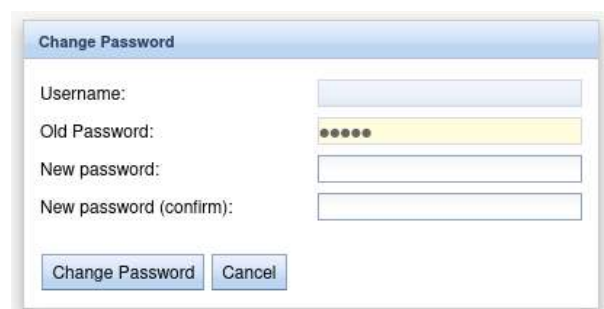 Change Password
Username:
Old Password: ●●●●●
New password:
New password (confirm):
Change Password Cancel